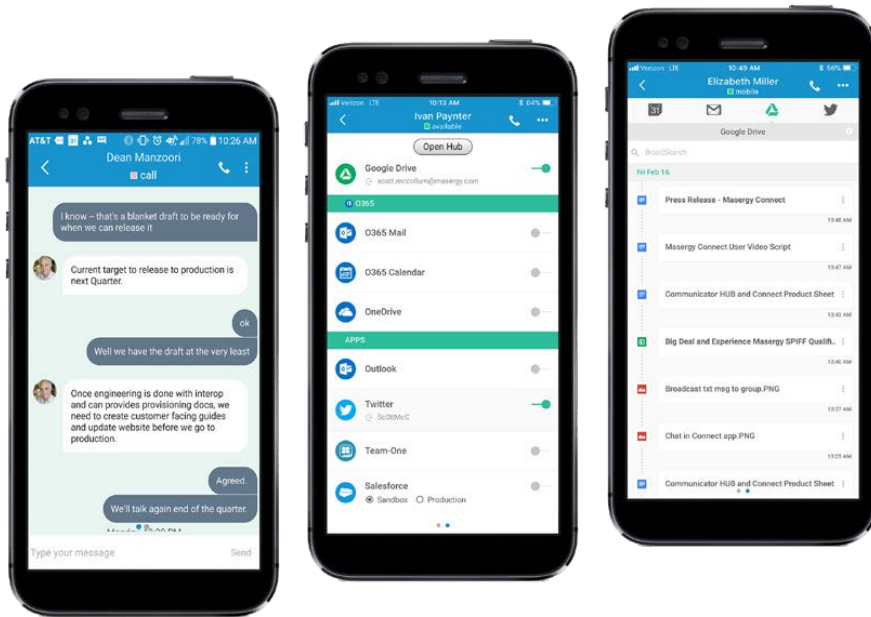 AT&T 78% 10:26 AM
Dean Manzoori
call
I know – that's a blanket draft to be ready for
when we can release it
Current target to release to production is
next Quarter.
ok
Well we have the draft at the very least
Once engineering is done with interop
and can provides provisioning docs, we
need to create customer facing guides
and update website before we go to
production.
Agreed.
We'll talk again end of the quarter.
Type your message Send
Verizon LTE 10:13 AM 64%
Ivan Paynter
available
Open Hub
Google Drive
scott.mccollum@masergy.com
O365
O365 Mail
O365 Calendar
OneDrive
APPS
Outlook
Twitter
Sc0ttMcC
Team-One
Salesforce
Sandbox Production
Verizon LTE 10:49 AM 56%
Elizabeth Miller
mobile
31
Google Drive
BroadSearch
Fri Feb 16
Press Release - Masergy Connect
10:48 AM
Masergy Connect User Video Script
10:47 AM
Communicator HUB and Connect Product Sheet
10:43 AM
Big Deal and Experience Masergy SPIFF Qualifi..
10:40 AM
Broadcast txt msg to group.PNG
10:37 AM
Chat in Connect app.PNG
Communicator HUB and Connect Product Sheet